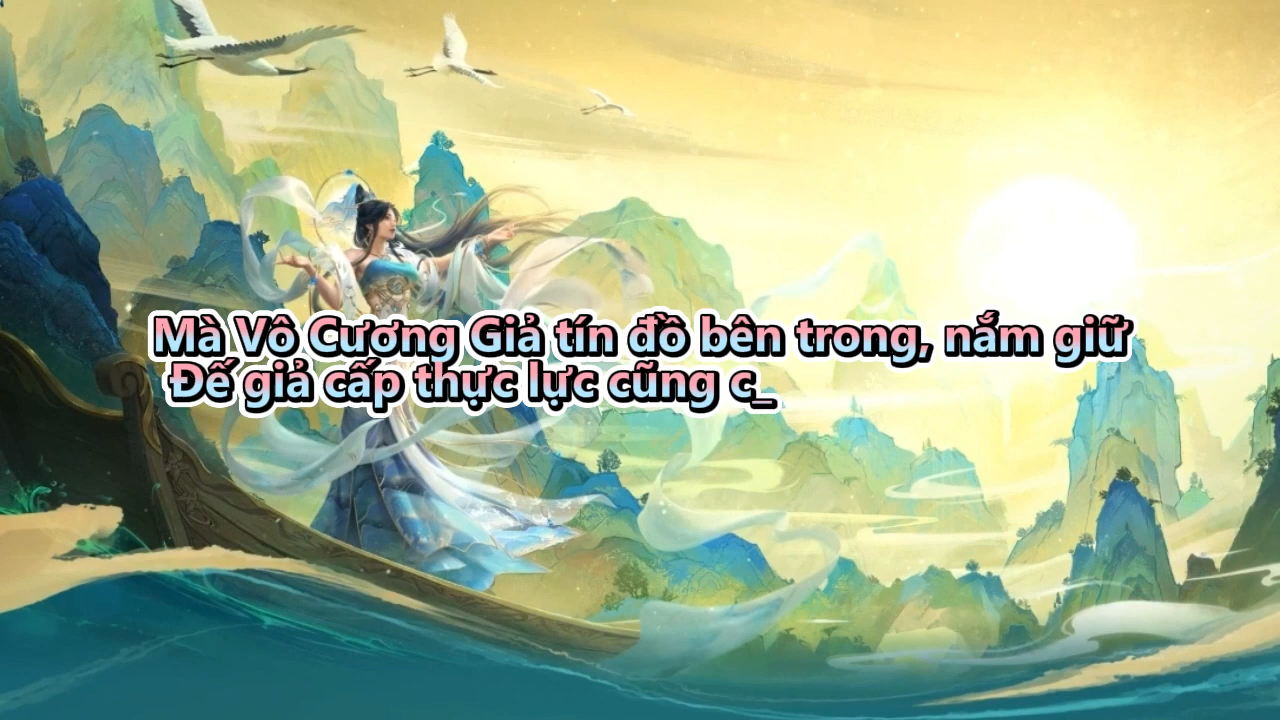 Mà Vô Cương Giả tín đồ bên trong, nắm giữ
Đế giả cấp thực lực cũng c_